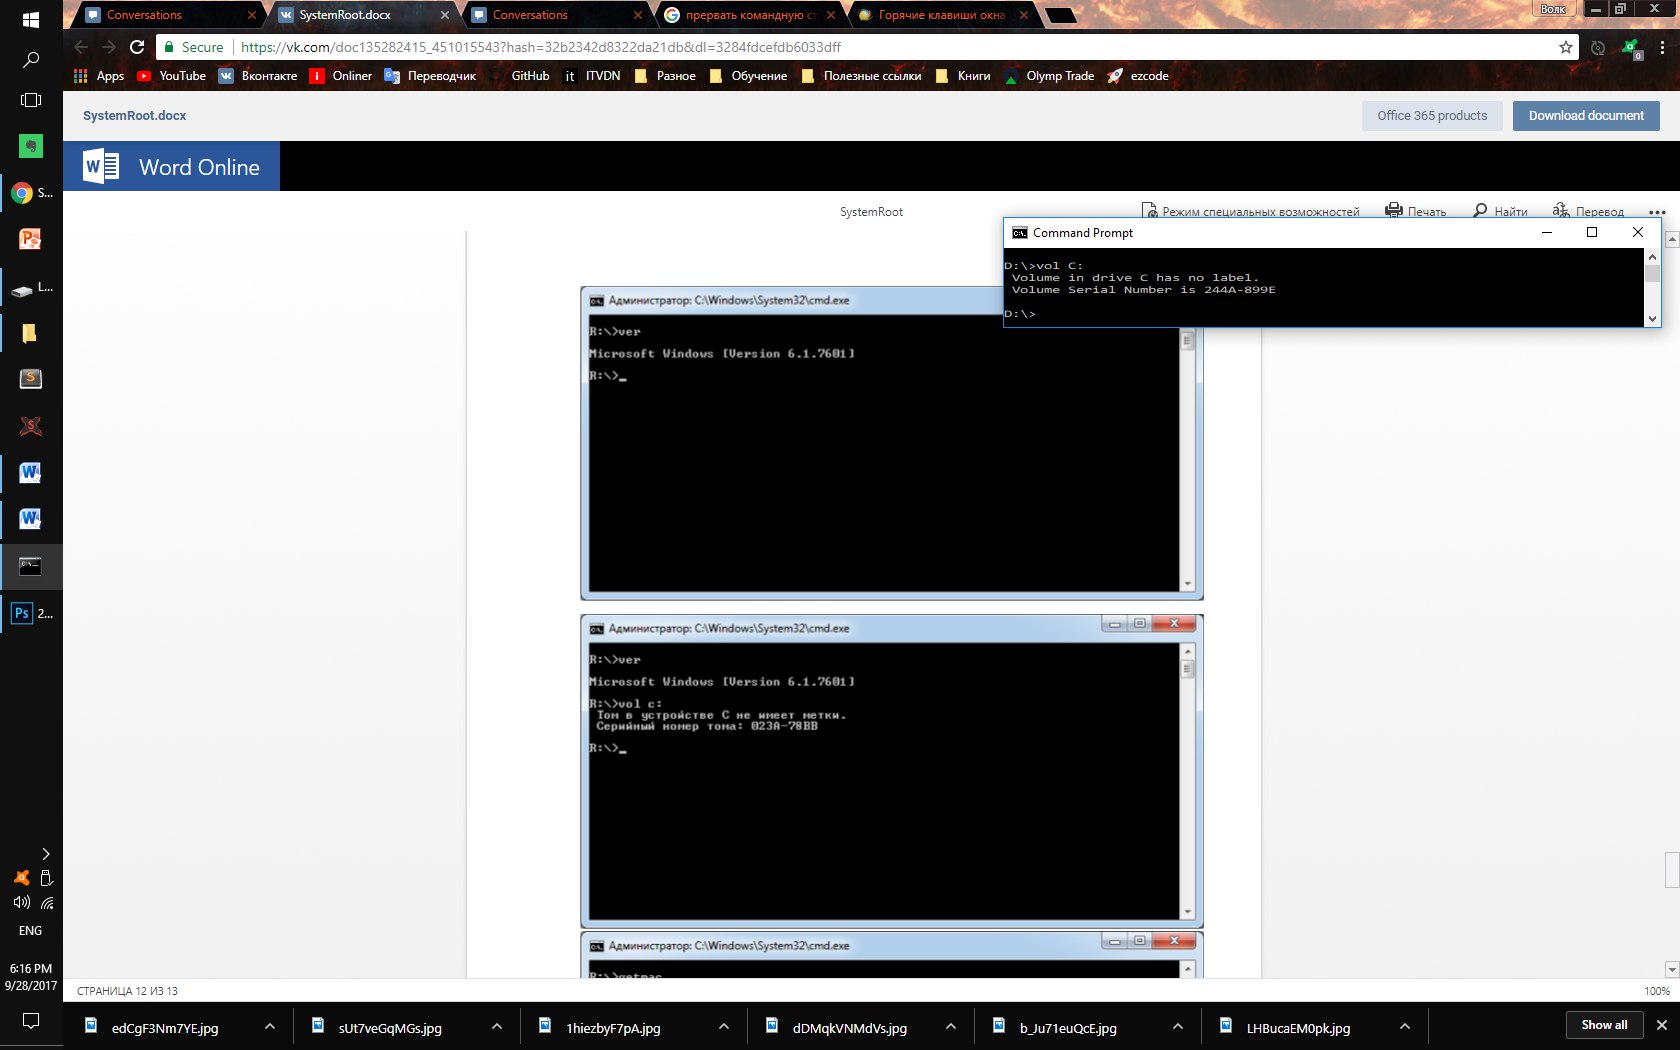 Conversations
SystemRoot.docx
Conversations
прервать командную ст
Горячие клавиши окна
Волк
Secure
https://vk.com/doc135282415_451015543?hash=32b2342d8322da21db&dl=3284fdcefdb6033dff
Apps
YouTube
Вконтакте
Onliner
Переводчик
GitHub
ITVDN
Разное
Обучение
Полезные ссылки
Книги
Olymp Trade
ezcode
SystemRoot.docx
Office 365 products
Download document
Word Online
SystemRoot
Режим специальных возможностей
Печать
Найти
Перевод
Command Prompt
D:\>vol C:
Volume in drive C has no label.
Volume Serial Number is 244A-899E
D:\>
Администратор: C:\Windows\System32\cmd.exe
R:\>ver
Microsoft Windows [Version 6.1.7601]
R:\>_
Администратор: C:\Windows\System32\cmd.exe
R:\>ver
Microsoft Windows [Version 6.1.7601]
R:\>vol c:
Том в устройстве C не имеет метки.
Серийный номер тома: 023A-78BB
R:\>_
Администратор: C:\Windows\System32\cmd.exe
R:\>getmac
СТРАНИЦА 12 ИЗ 13
100%
S...
L...
Ps 2...
ENG
6:16 PM
9/28/2017
edCgF3Nm7YE.jpg
sUt7veGqMGs.jpg
1hiezbyF7pA.jpg
dDMqkVNMdVs.jpg
b_Ju71euQcE.jpg
LHBucaEM0pk.jpg
Show all